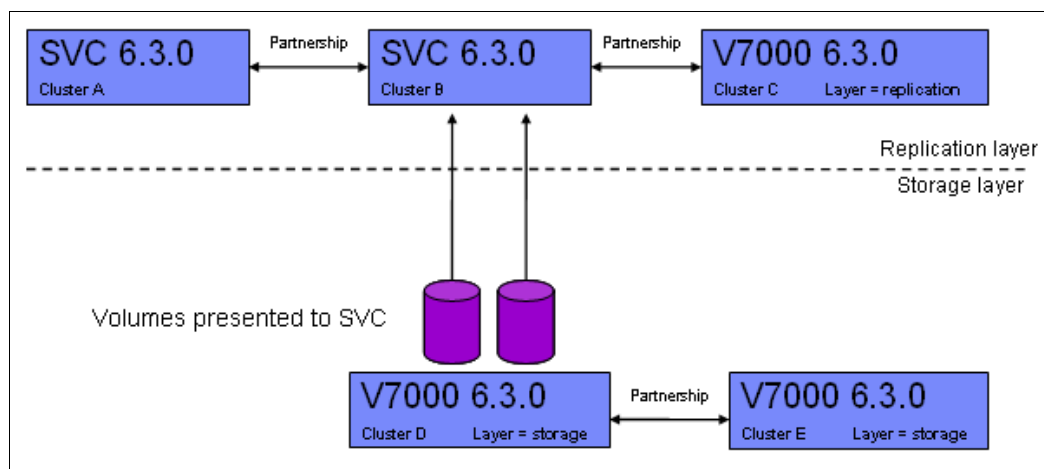 SVC 6.3.0
Cluster A
Partnership
SVC 6.3.0
Cluster B
Partnership
V7000 6.3.0
Cluster C Layer = replication
Replication layer
Storage layer
Volumes presented to SVC
V7000 6.3.0
Cluster D Layer = storage
Partnership
V7000 6.3.0
Cluster E Layer = storage